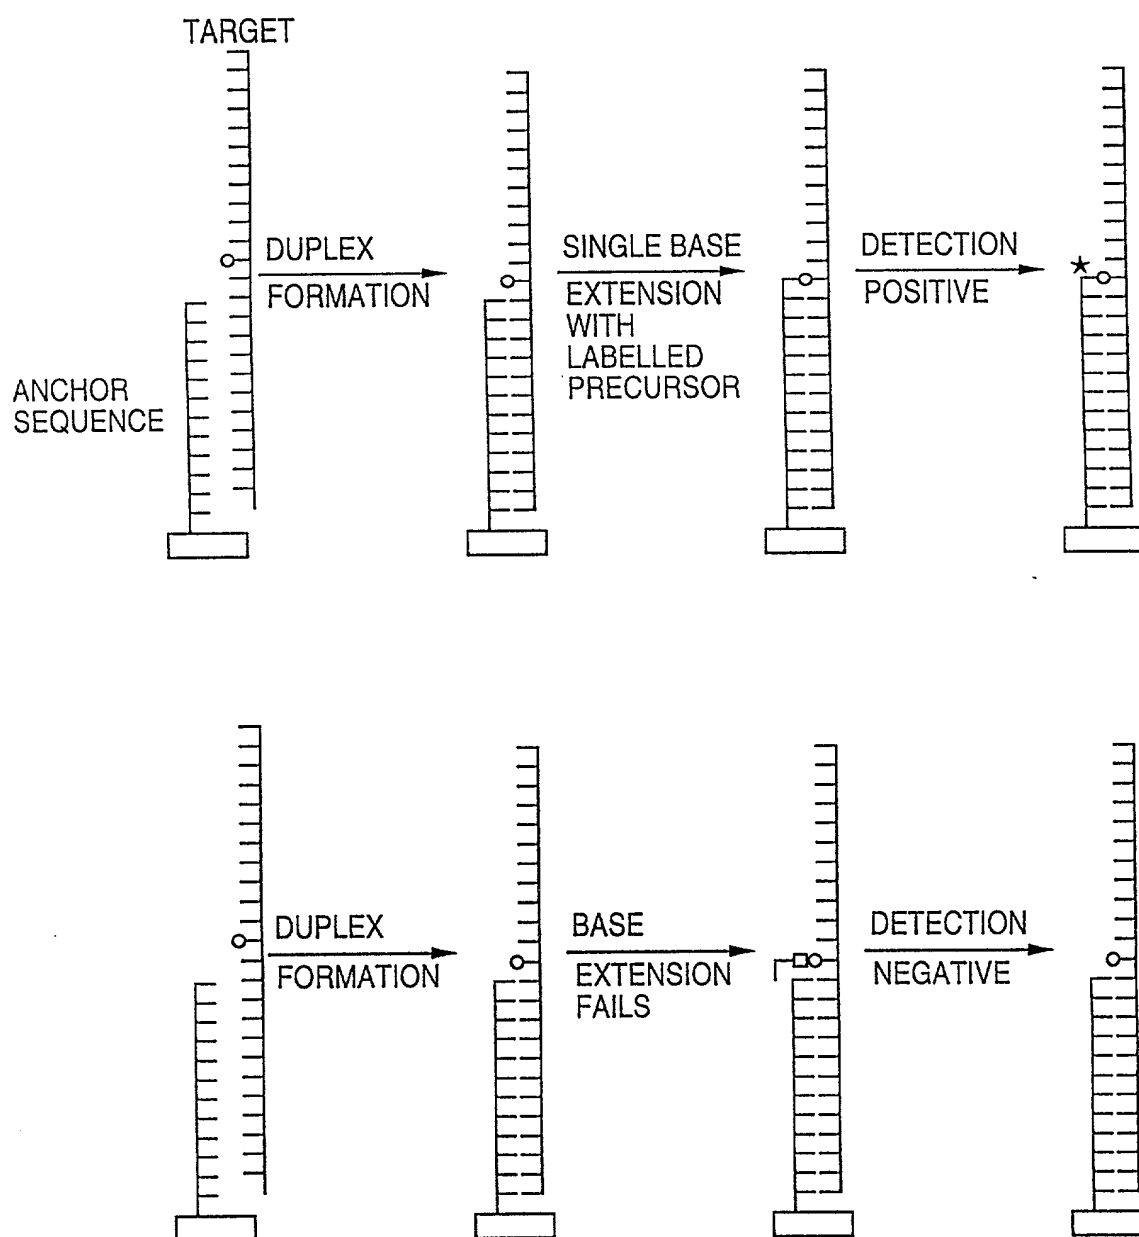 TARGET
DUPLEX
FORMATION
SINGLE BASE
EXTENSION
WITH
LABELLED
PRECURSOR
DETECTION
POSITIVE
ANCHOR
SEQUENCE
DUPLEX
FORMATION
BASE
EXTENSION
FAILS
DETECTION
NEGATIVE